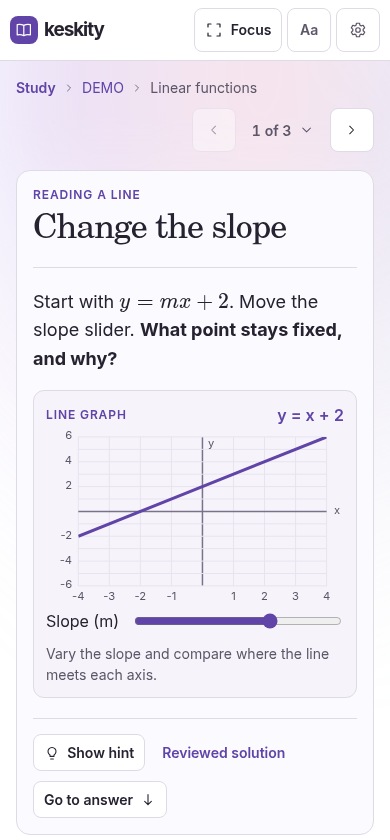 keskity
Focus
Aa
Study > DEMO > Linear functions
1 of 3
READING A LINE
Change the slope
Start with y = mx + 2. Move the
slope slider. What point stays fixed,
and why?
LINE GRAPH
y = x + 2
6
4
2
-2
-4
-6
y
x
-4 -3 -2 -1 1 2 3 4
Slope (m)
Vary the slope and compare where the line
meets each axis.
Show hint
Reviewed solution
Go to answer ↓